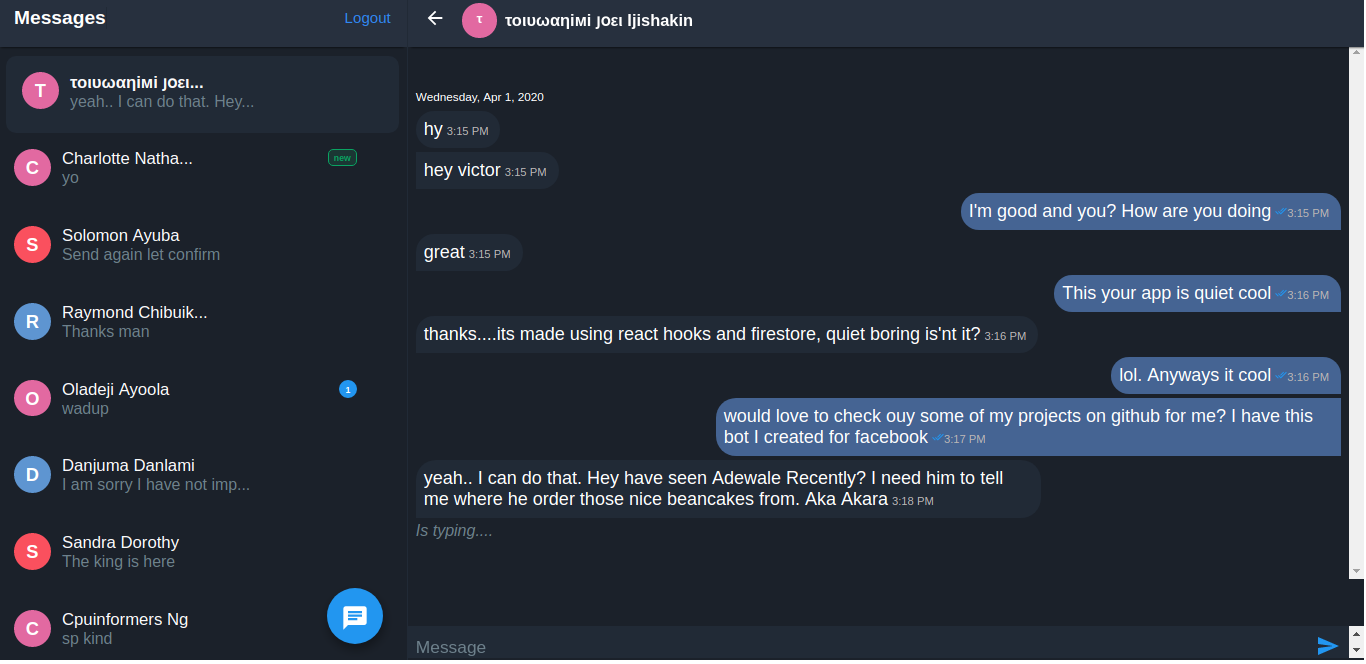 Messages
Logout
T
τοιυωαηiмi ȷοει...
yeah.. I can do that. Hey...
C
Charlotte Natha...
new
yo
S
Solomon Ayuba
Send again let confirm
R
Raymond Chibuik...
Thanks man
O
Oladeji Ayoola
1
wadup
D
Danjuma Danlami
I am sorry I have not imp...
S
Sandra Dorothy
The king is here
C
Cpuinformers Ng
sp kind
τ
τοιυωαηiмi ȷοει Ijishakin
Wednesday, Apr 1, 2020
hy 3:15 PM
hey victor 3:15 PM
I'm good and you? How are you doing 3:15 PM
great 3:15 PM
This your app is quiet cool 3:16 PM
thanks....its made using react hooks and firestore, quiet boring is'nt it? 3:16 PM
lol. Anyways it cool 3:16 PM
would love to check ouy some of my projects on github for me? I have this
bot I created for facebook 3:17 PM
yeah.. I can do that. Hey have seen Adewale Recently? I need him to tell
me where he order those nice beancakes from. Aka Akara 3:18 PM
Is typing....
Message